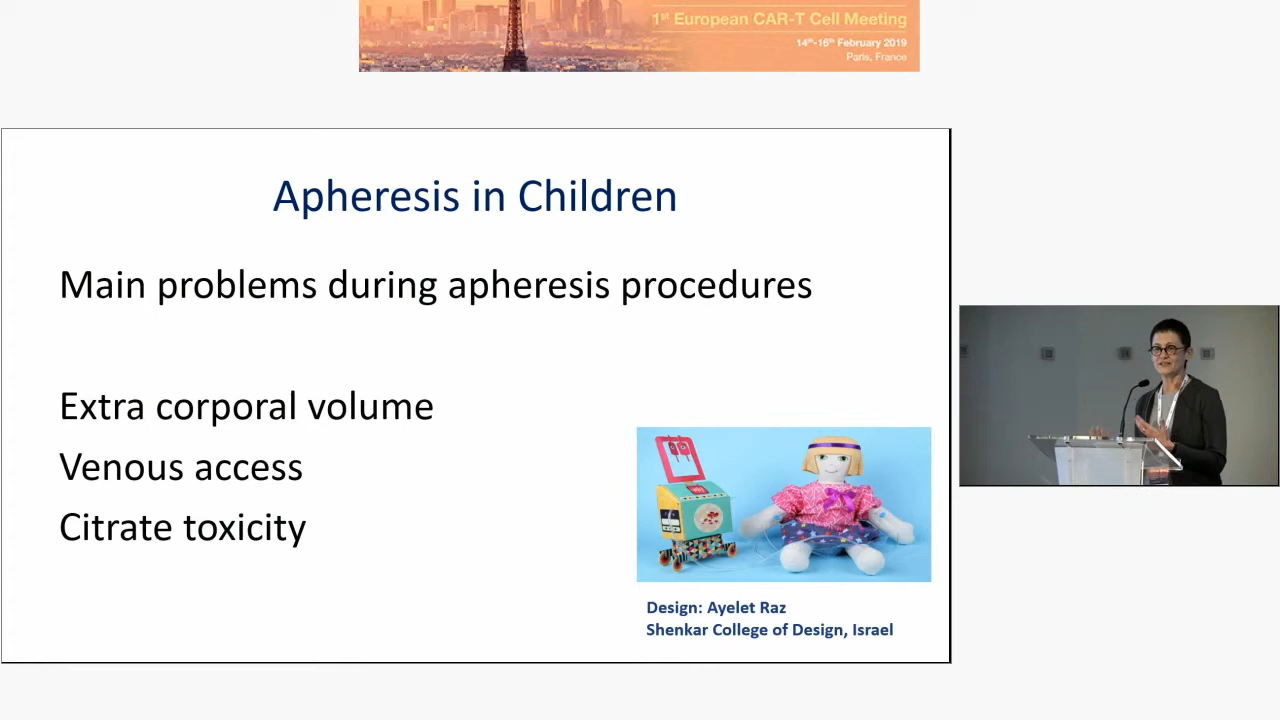 1st European CAR-T Cell Meeting
14th-16th February 2019
Paris, France
Apheresis in Children
Main problems during apheresis procedures
Extra corporal volume
Venous access
Citrate toxicity
Design: Ayelet Raz
Shenkar College of Design, Israel